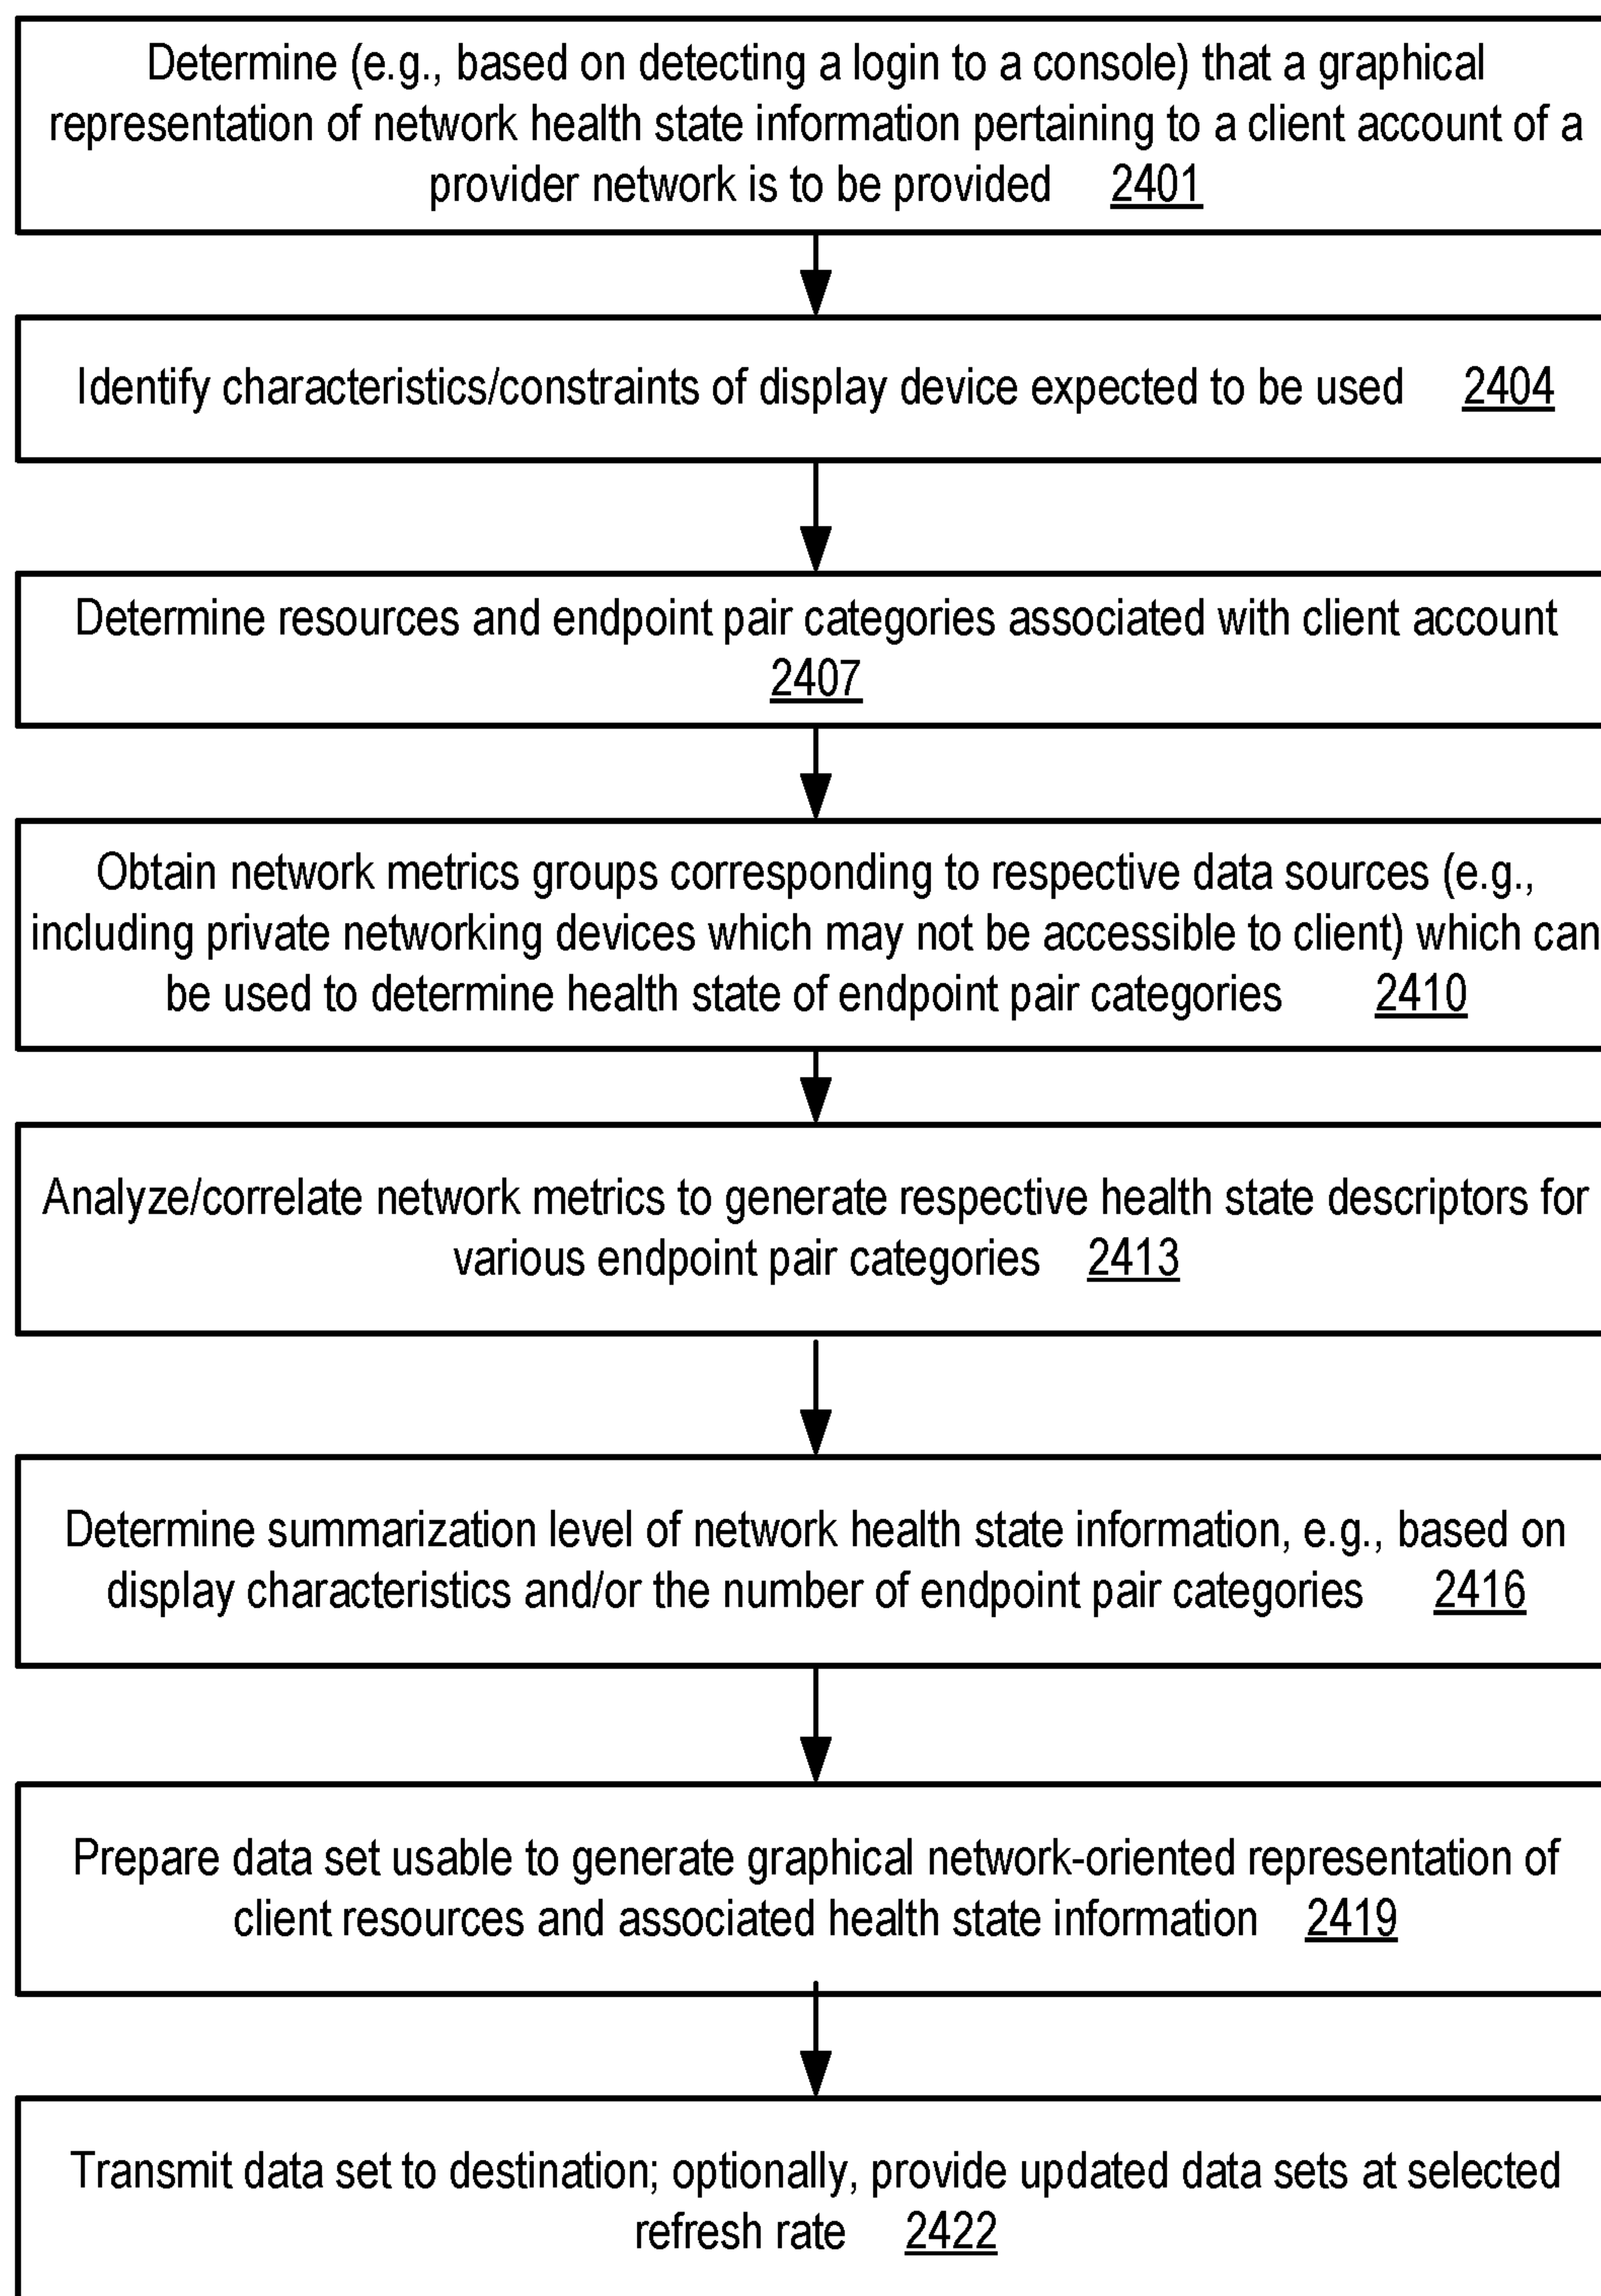 Determine (e.g., based on detecting a login to a console) that a graphical
representation of network health state information pertaining to a client account of a
provider network is to be provided 2401
Identify characteristics/constraints of display device expected to be used 2404
Determine resources and endpoint pair categories associated with client account
2407
Obtain network metrics groups corresponding to respective data sources (e.g.,
including private networking devices which may not be accessible to client) which can
be used to determine health state of endpoint pair categories 2410
Analyze/correlate network metrics to generate respective health state descriptors for
various endpoint pair categories 2413
Determine summarization level of network health state information, e.g., based on
display characteristics and/or the number of endpoint pair categories 2416
Prepare data set usable to generate graphical network-oriented representation of
client resources and associated health state information 2419
Transmit data set to destination; optionally, provide updated data sets at selected
refresh rate 2422